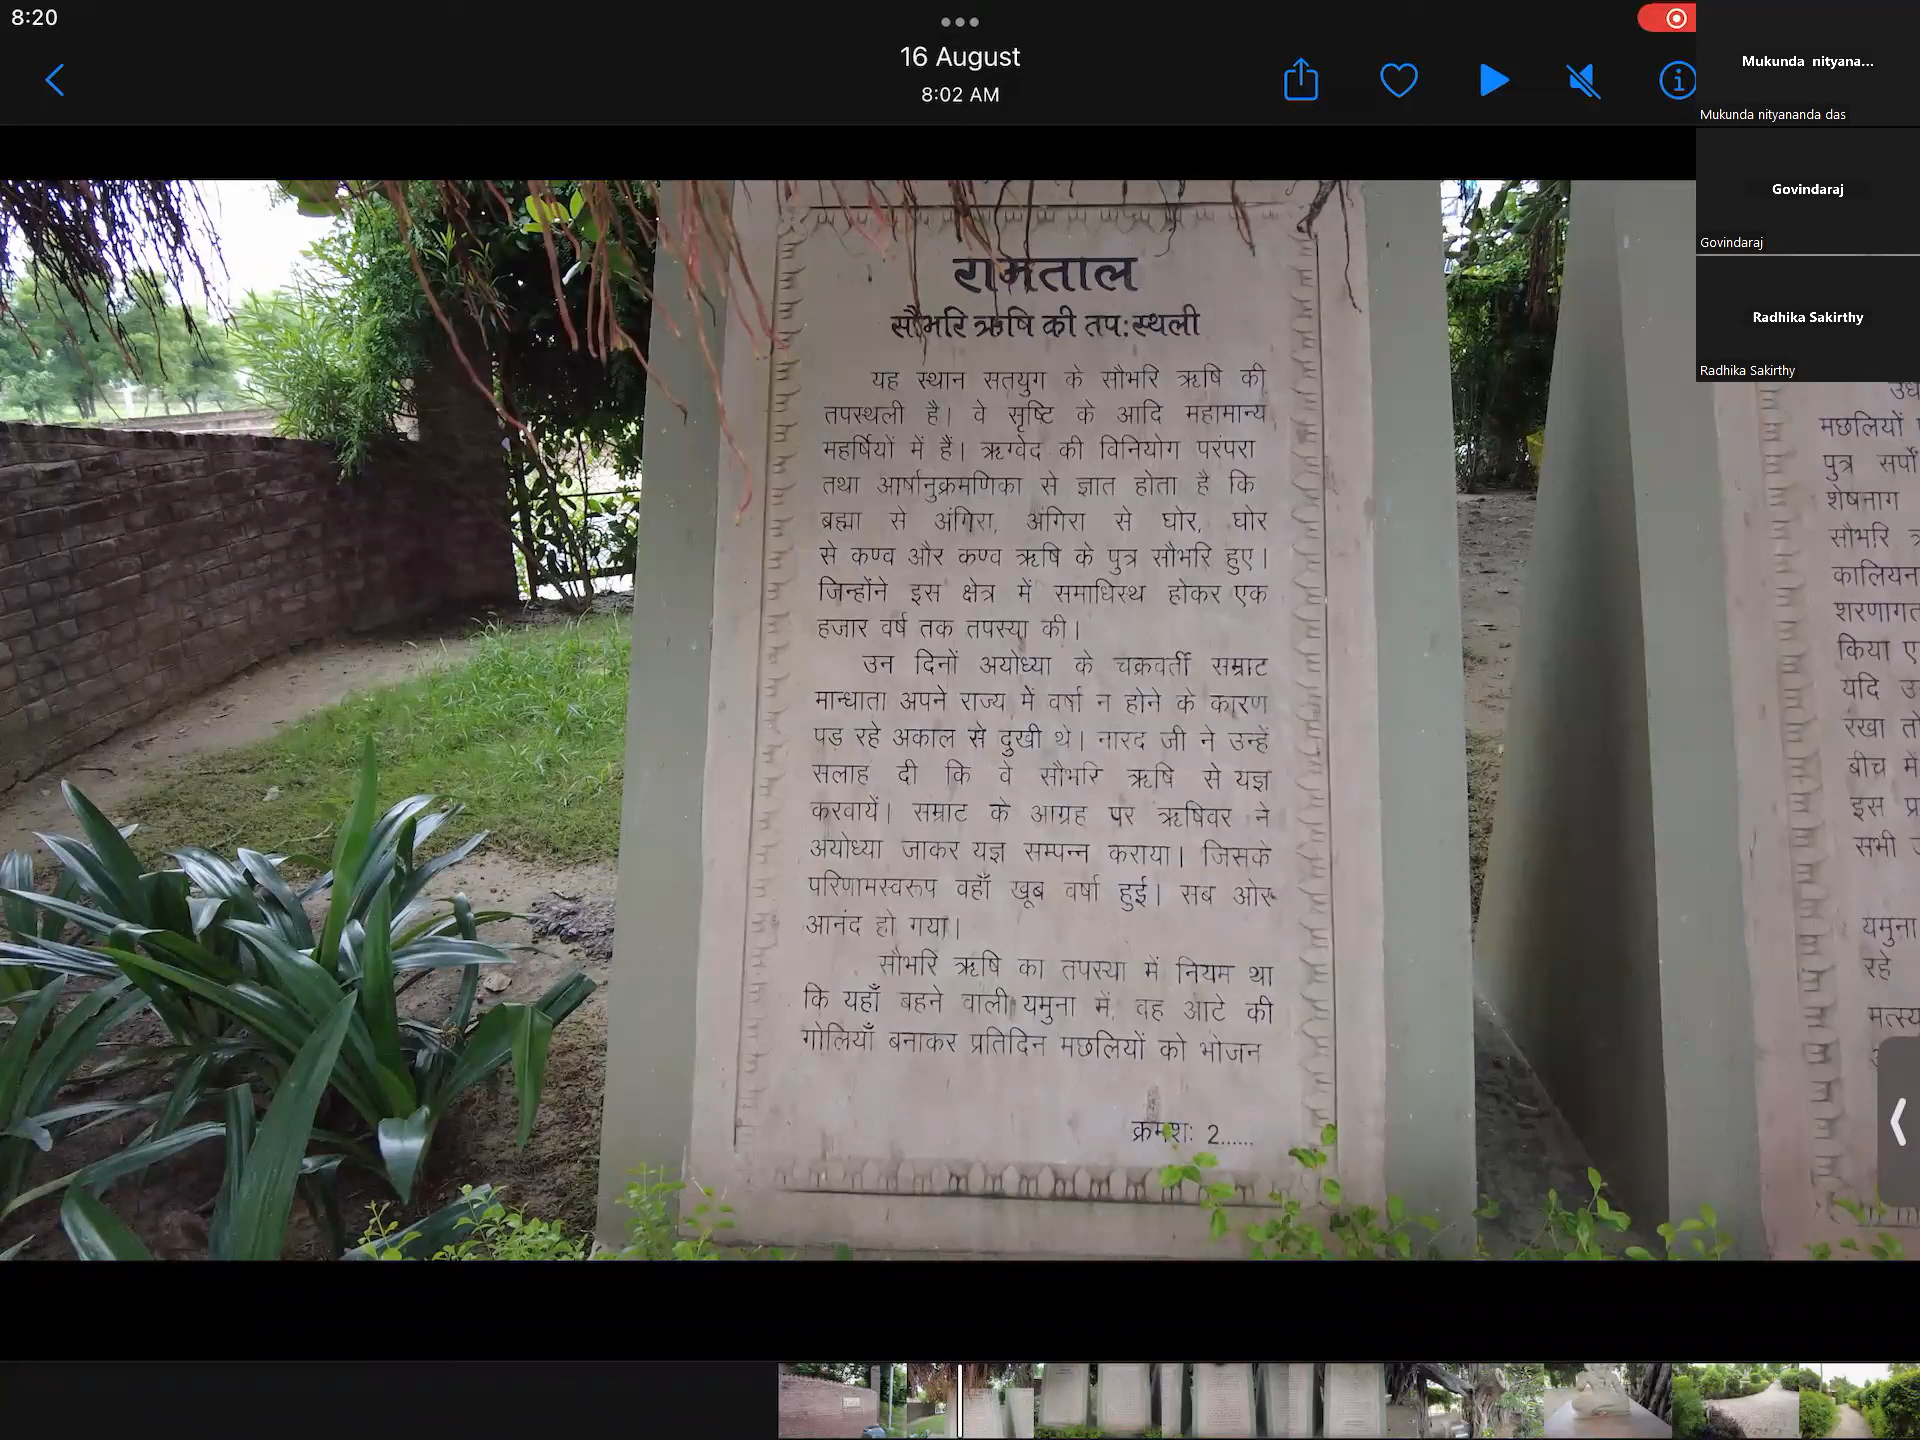 8:20
16 August
8:02 AM
Mukunda nityana...
Mukunda nityananda das
Govindaraj
Govindaraj
Radhika Sakirthy
Radhika Sakirthy
रामताल
सौभरि ऋषि की तप:स्थली
यह स्थान सतयुग के सौभरि ऋषि की
तपस्थली है। वे सृष्टि के आदि महामान्य
महर्षियों में हैं। ऋग्वेद की विनियोग परंपरा
तथा आर्षानुक्रमणिका से ज्ञात होता है कि
ब्रह्मा से अंगिरा, अंगिरा से घोर, घोर
से कण्व और कण्व ऋषि के पुत्र सौभरि हुए।
जिन्होंने इस क्षेत्र में समाधिस्थ होकर एक
हजार वर्ष तक तपस्या की।
उन दिनों अयोध्या के चक्रवर्ती सम्राट
मान्धाता अपने राज्य में वर्षा न होने के कारण
पड़ रहे अकाल से दुखी थे। नारद जी ने उन्हें
सलाह दी कि वे सौभरि ऋषि से यज्ञ
करवायें। सम्राट के आग्रह पर ऋषिवर ने
अयोध्या जाकर यज्ञ सम्पन्न कराया। जिसके
परिणामस्वरूप वहाँ खूब वर्षा हुई। सब ओर
आनंद हो गया।
सौभरि ऋषि का तपस्या में नियम था
कि यहाँ बहने वाली यमुना में, वह आटे की
गोलियाँ बनाकर प्रतिदिन मछलियों को भोजन
क्रमश: 2......
मछलियों
पुत्र सर्पों
शेषनाग
सौभरि
कालियन
शरणागत
किया ए
यदि उ
रखा तो
बीच में
इस प्र
सभी
यमुना
रहे
मत्स्य